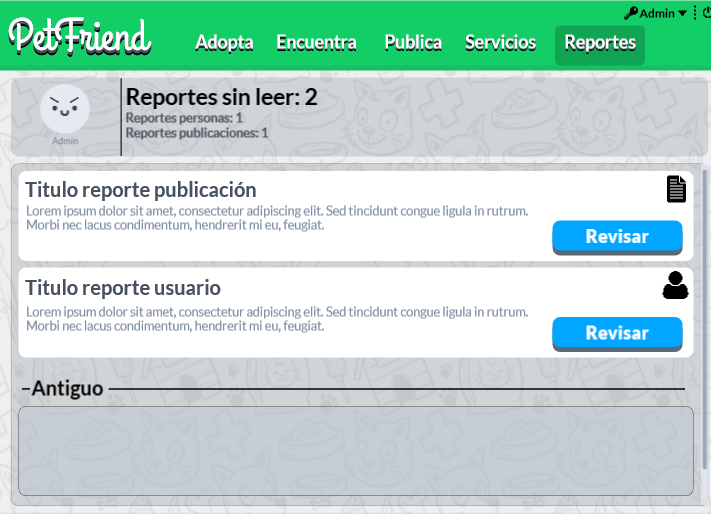 Admin
PetFriend
Adopta Encuentra Publica Servicios Reportes
Reportes sin leer: 2
Reportes personas: 1
Reportes publicaciones: 1
Admin
Titulo reporte publicación
Lorem ipsum dolor sit amet, consectetur adipiscing elit. Sed tincidunt congue ligula in rutrum.
Morbi nec lacus condimentum, hendrerit mi eu, feugiat.
Revisar
Titulo reporte usuario
Lorem ipsum dolor sit amet, consectetur adipiscing elit. Sed tincidunt congue ligula in rutrum.
Morbi nec lacus condimentum, hendrerit mi eu, feugiat.
Revisar
Antiguo